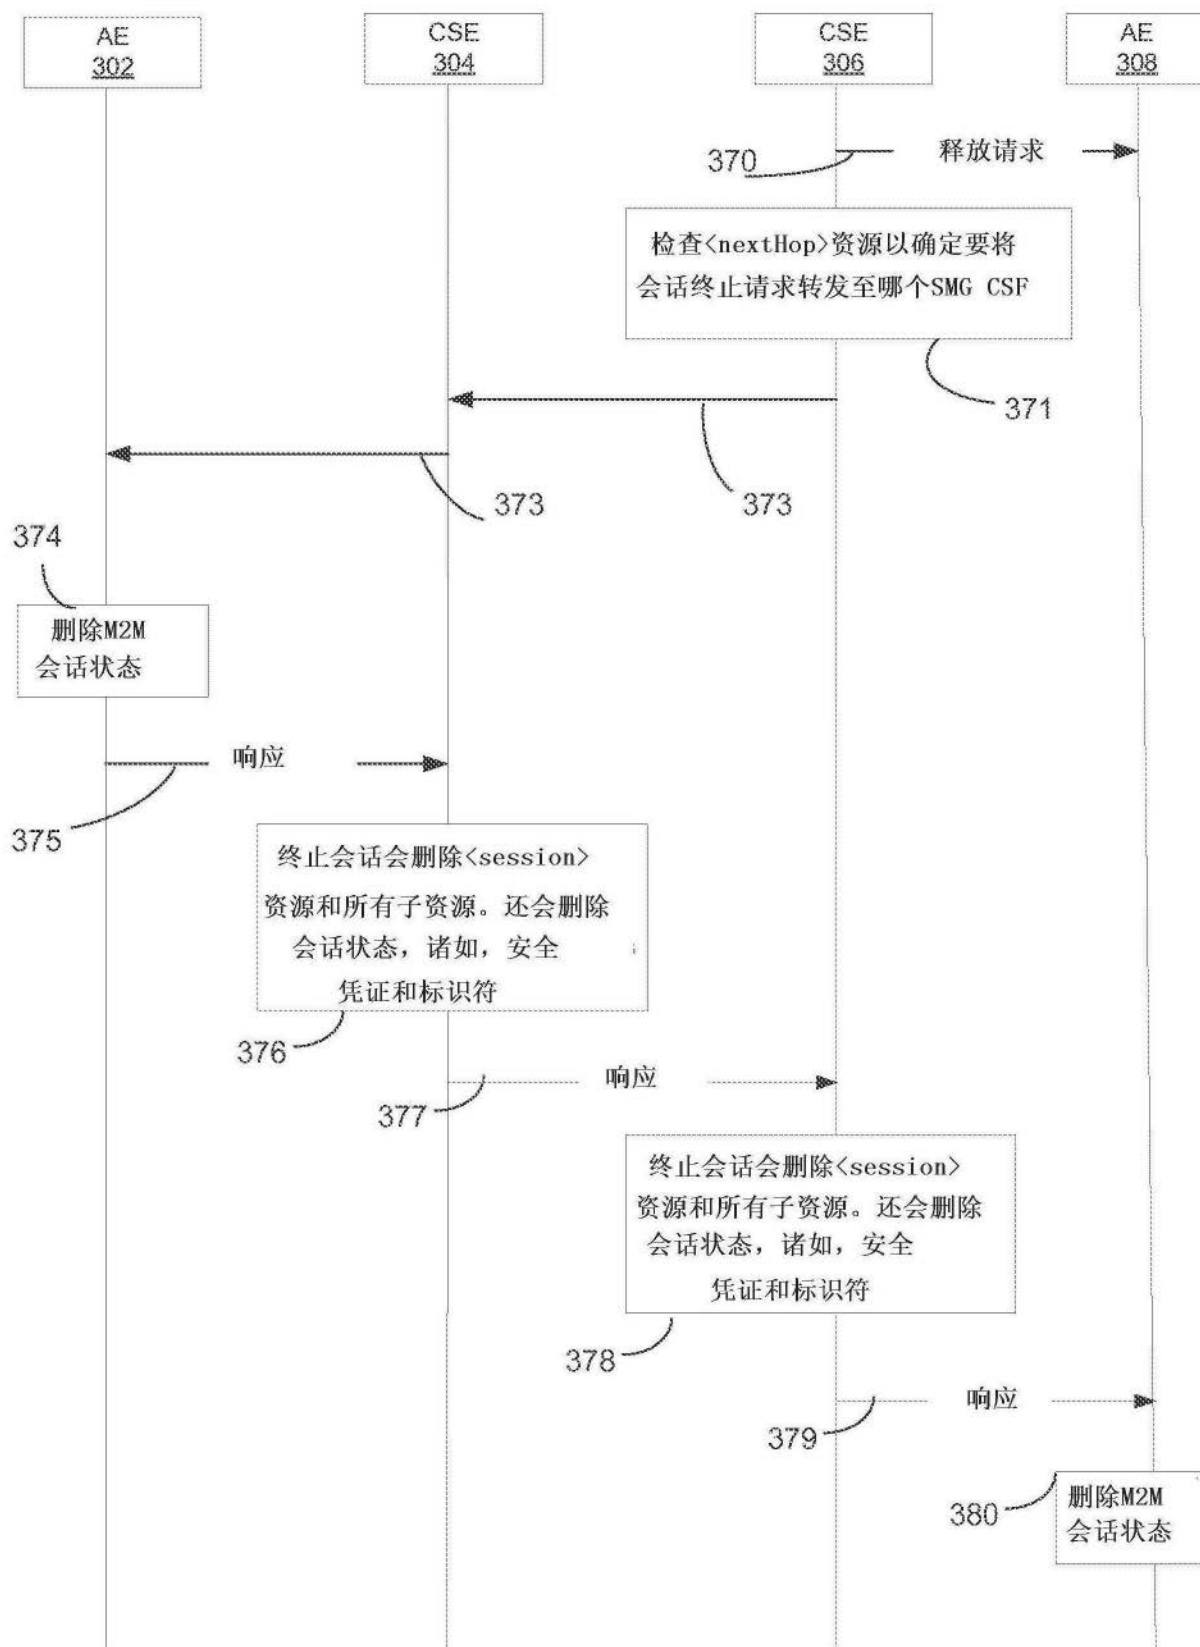 AE
302
CSE
304
CSE
306
AE
308
370
释放请求
检查<nextHop>资源以确定要将
会话终止请求转发至哪个SMG CSF
371
373
373
374
删除M2M
会话状态
响应
375
终止会话会删除<session>
资源和所有子资源。还会删除
会话状态，诸如，安全
凭证和标识符
376
响应
377
终止会话会删除<session>
资源和所有子资源。还会删除
会话状态，诸如，安全
凭证和标识符
378
响应
379
380
删除M2M
会话状态